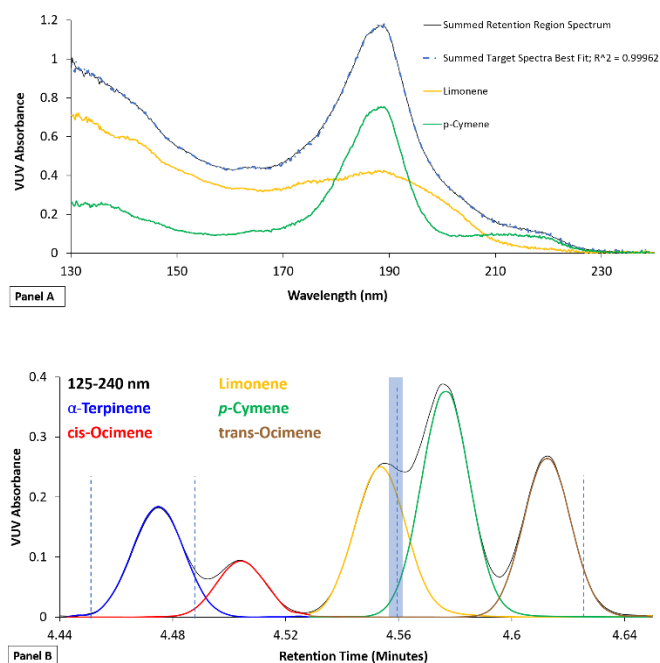 1.2
1
0.8
0.6
0.4
0.2
0
VUV Absorbance
Summed Retention Region Spectrum
Summed Target Spectra Best Fit; R^2 = 0.99962
Limonene
p-Cymene
130 150 170 190 210 230
Wavelength (nm)
Panel A
0.4
0.3
0.2
0.1
0
VUV Absorbance
125-240 nm Limonene
α-Terpinene p-Cymene
cis-Ocimene trans-Ocimene
4.44 4.48 4.52 4.56 4.6 4.64
Retention Time (Minutes)
Panel B